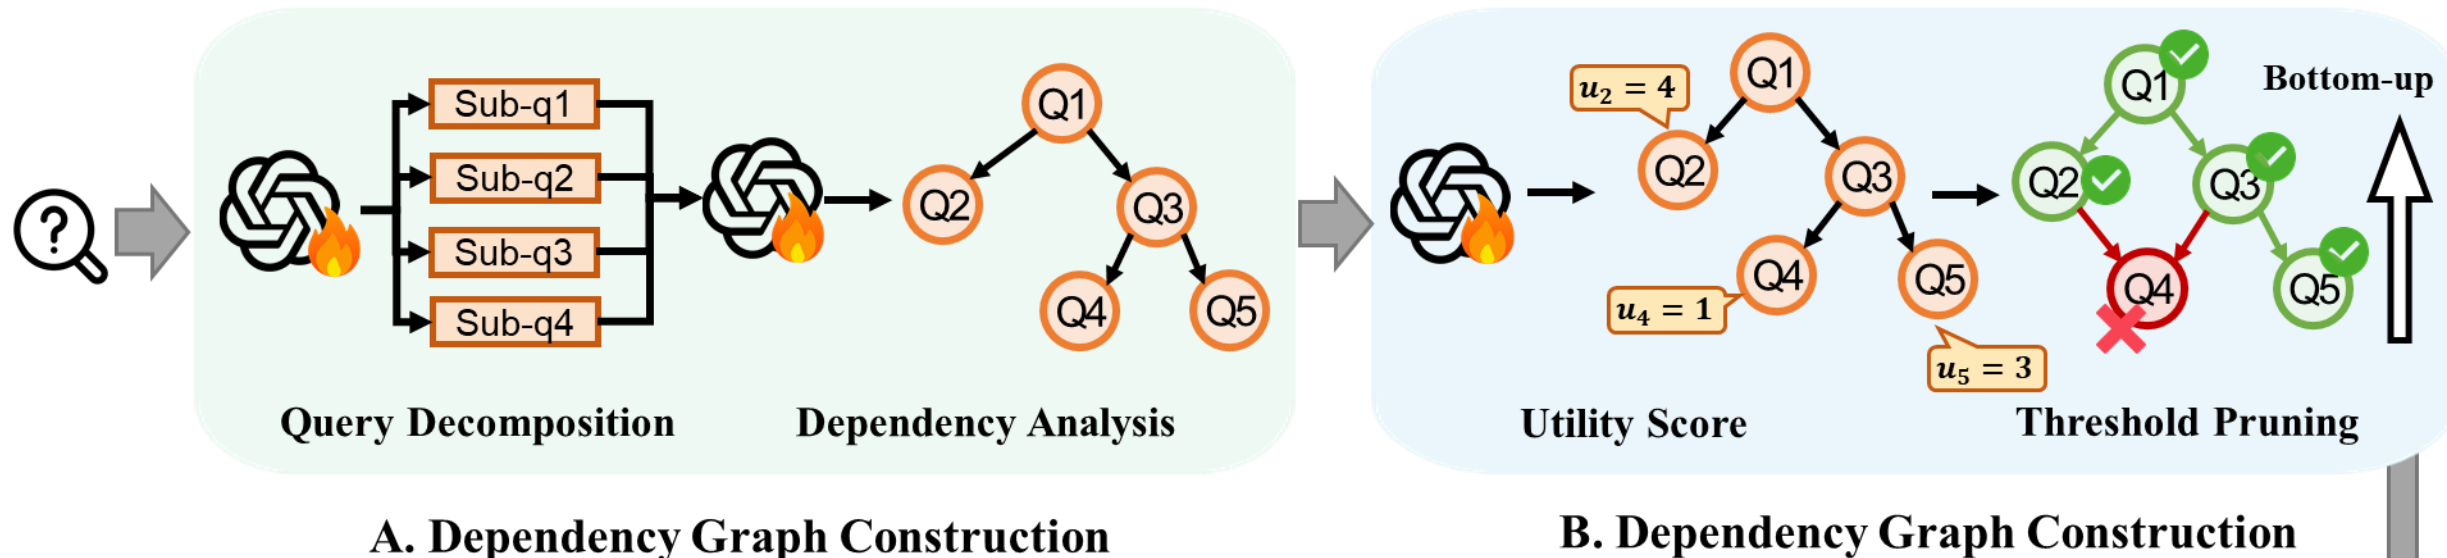 Sub-q1
Sub-q2
Sub-q3
Sub-q4
Q1
Q2
Q3
Q4
Q5
Query Decomposition
Dependency Analysis
A. Dependency Graph Construction
u₂ = 4
Q1
Q2
Q3
Q4
Q5
u₄ = 1
u₅ = 3
Utility Score
Q1
Q2
Q3
Q4
Q5
Bottom-up
Threshold Pruning
B. Dependency Graph Construction